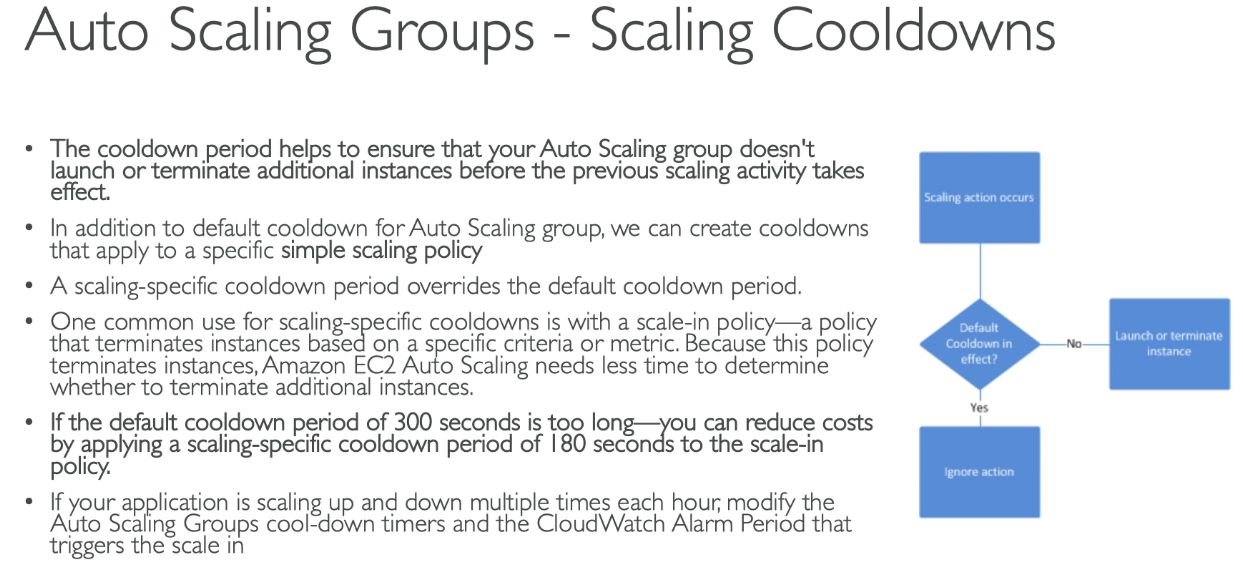 Auto Scaling Groups - Scaling Cooldowns
• The cooldown period helps to ensure that your Auto Scaling group doesn't
launch or terminate additional instances before the previous scaling activity takes
effect.
• In addition to default cooldown for Auto Scaling group, we can create cooldowns
that apply to a specific simple scaling policy
• A scaling-specific cooldown period overrides the default cooldown period.
• One common use for scaling-specific cooldowns is with a scale-in policy—a policy
that terminates instances based on a specific criteria or metric. Because this policy
terminates instances, Amazon EC2 Auto Scaling needs less time to determine
whether to terminate additional instances.
• If the default cooldown period of 300 seconds is too long—you can reduce costs
by applying a scaling-specific cooldown period of 180 seconds to the scale-in
policy.
• If your application is scaling up and down multiple times each hour, modify the
Auto Scaling Groups cool-down timers and the CloudWatch Alarm Period that
triggers the scale in
Scaling action occurs
Default
Cooldown in
effect?
No
Launch or terminate
instance
Yes
Ignore action